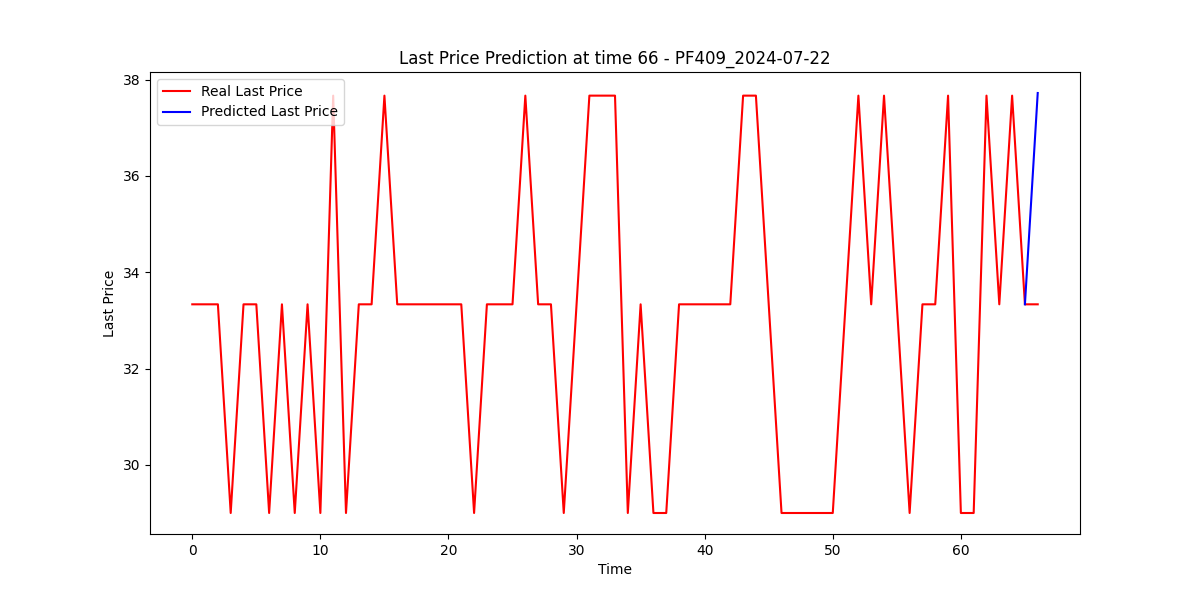 Last Price Prediction at time 66 - PF409_2024-07-22
Real Last Price
Predicted Last Price
38
36
34
32
30
Last Price
0 10 20 30 40 50 60
Time